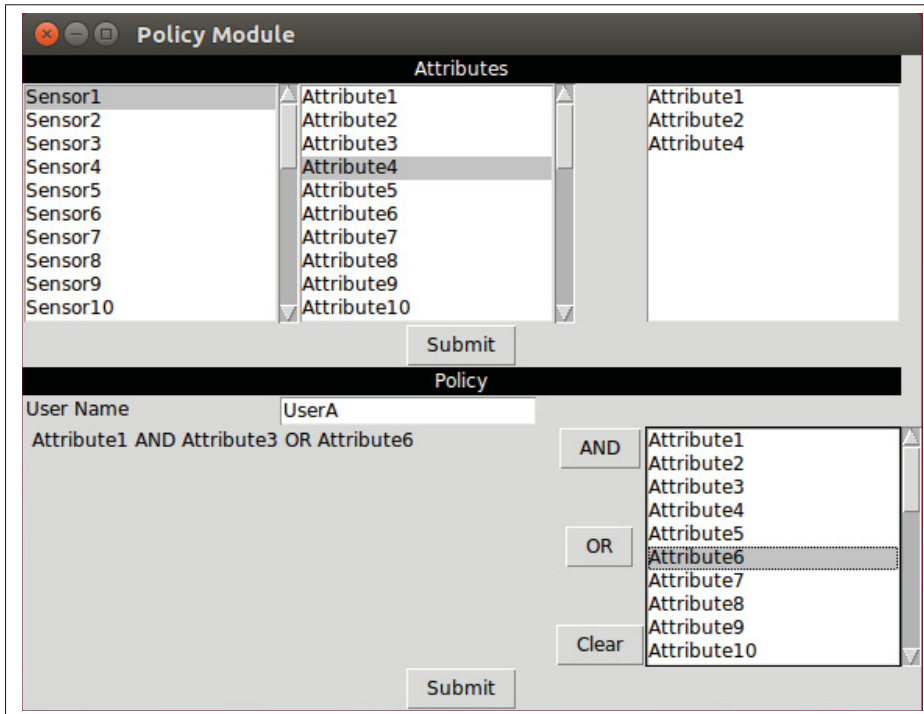 Policy Module
Attributes
Sensor1
Sensor2
Sensor3
Sensor4
Sensor5
Sensor6
Sensor7
Sensor8
Sensor9
Sensor10
Attribute1
Attribute2
Attribute3
Attribute4
Attribute5
Attribute6
Attribute7
Attribute8
Attribute9
Attribute10
Attribute1
Attribute2
Attribute4
Submit
Policy
User Name
UserA
Attribute1 AND Attribute3 OR Attribute6
AND
OR
Clear
Attribute1
Attribute2
Attribute3
Attribute4
Attribute5
Attribute6
Attribute7
Attribute8
Attribute9
Attribute10
Submit